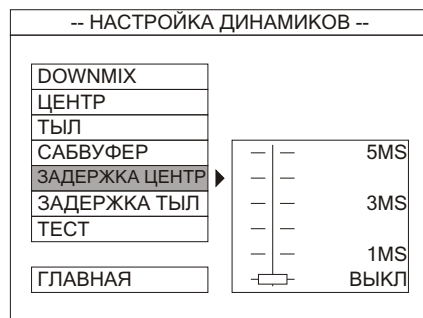 -- НАСТРОЙКА ДИНАМИКОВ --
DOWNMIX
ЦЕНТР
ТЫЛ
САБВУФЕР
ЗАДЕРЖКА ЦЕНТР
ЗАДЕРЖКА ТЫЛ
ТЕСТ
ГЛАВНАЯ
5MS
3MS
1MS
ВЫКЛ